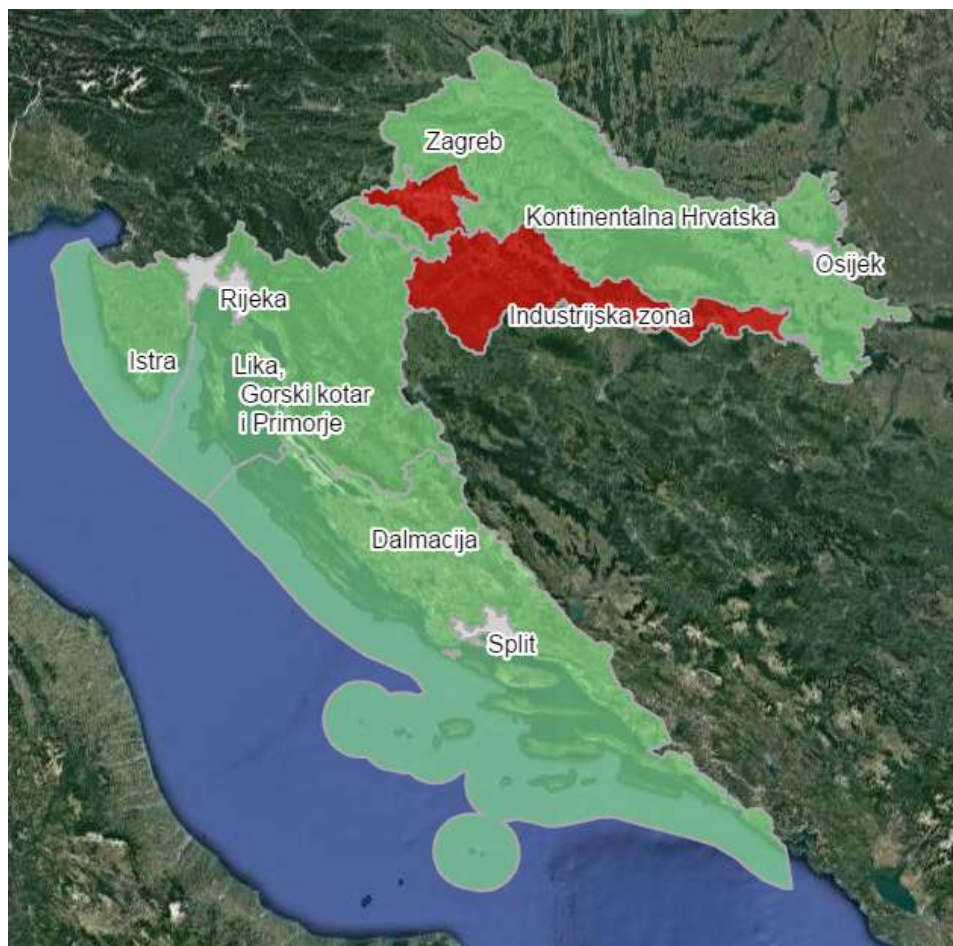 Zagreb
Kontinentalna Hrvatska
Osijek
Rijeka
Industrijska zona
Istra
Lika,
Gorski kotar
i Primorje
Dalmacija
Split